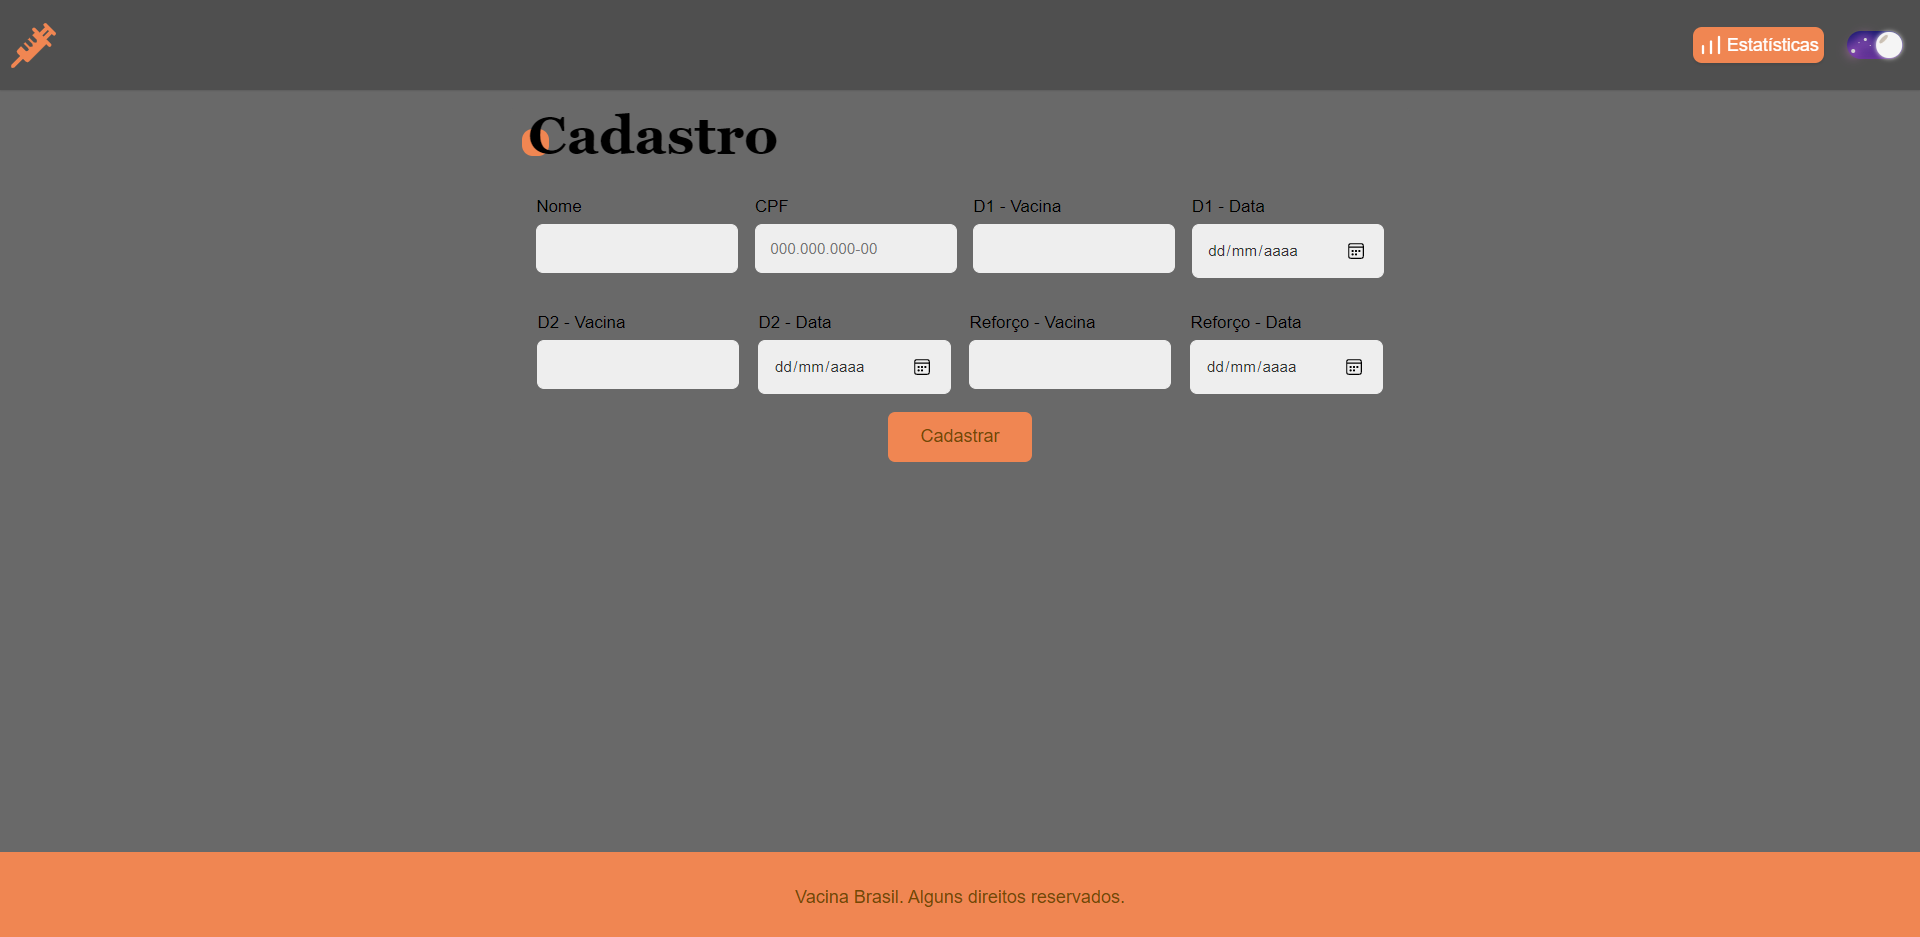 Estatísticas
Cadastro
Nome CPF D1 - Vacina D1 - Data
000.000.000-00 dd/mm/aaaa
D2 - Vacina D2 - Data Reforço - Vacina Reforço - Data
dd/mm/aaaa dd/mm/aaaa
Cadastrar
Vacina Brasil. Alguns direitos reservados.